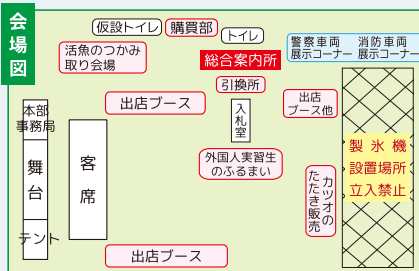 会場図
仮設トイレ
購買部
トイレ
活魚のつかみ
取り会場
総合案内所
警察車両
展示コーナー
消防車両
展示コーナー
引換所
出店ブース
出店
ブース他
入札室
本部
事務局
舞台
テント
客席
外国人実習生
のふるまい
製氷機
設置場所
立入禁止
カツオの
たたき販売
出店ブース